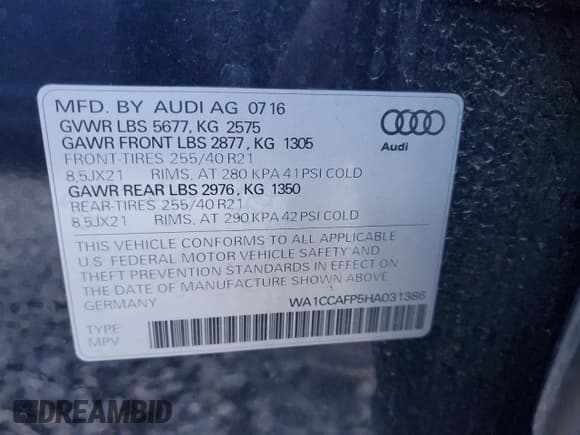 MFD. BY AUDI AG 07 16
GVWR LBS 5677, KG 2575
GAWR FRONT LBS 2877, KG 1305
FRONT-TIRES 255/40 R21
8,5JX21 RIMS, AT 280 KPA 41 PSI COLD
GAWR REAR LBS 2976, KG 1350
REAR-TIRES 255/40 R21
8,5JX21 RIMS, AT 290 KPA 42 PSI COLD
Audi
THIS VEHICLE CONFORMS TO ALL APPLICABLE
U.S. FEDERAL MOTOR VEHICLE SAFETY AND
THEFT PREVENTION STANDARDS IN EFFECT ON
THE DATE OF MANUFACTURE SHOWN ABOVE
GERMANY WA1CCAFP5HA031386
TYPE
MPV
DREAMBID